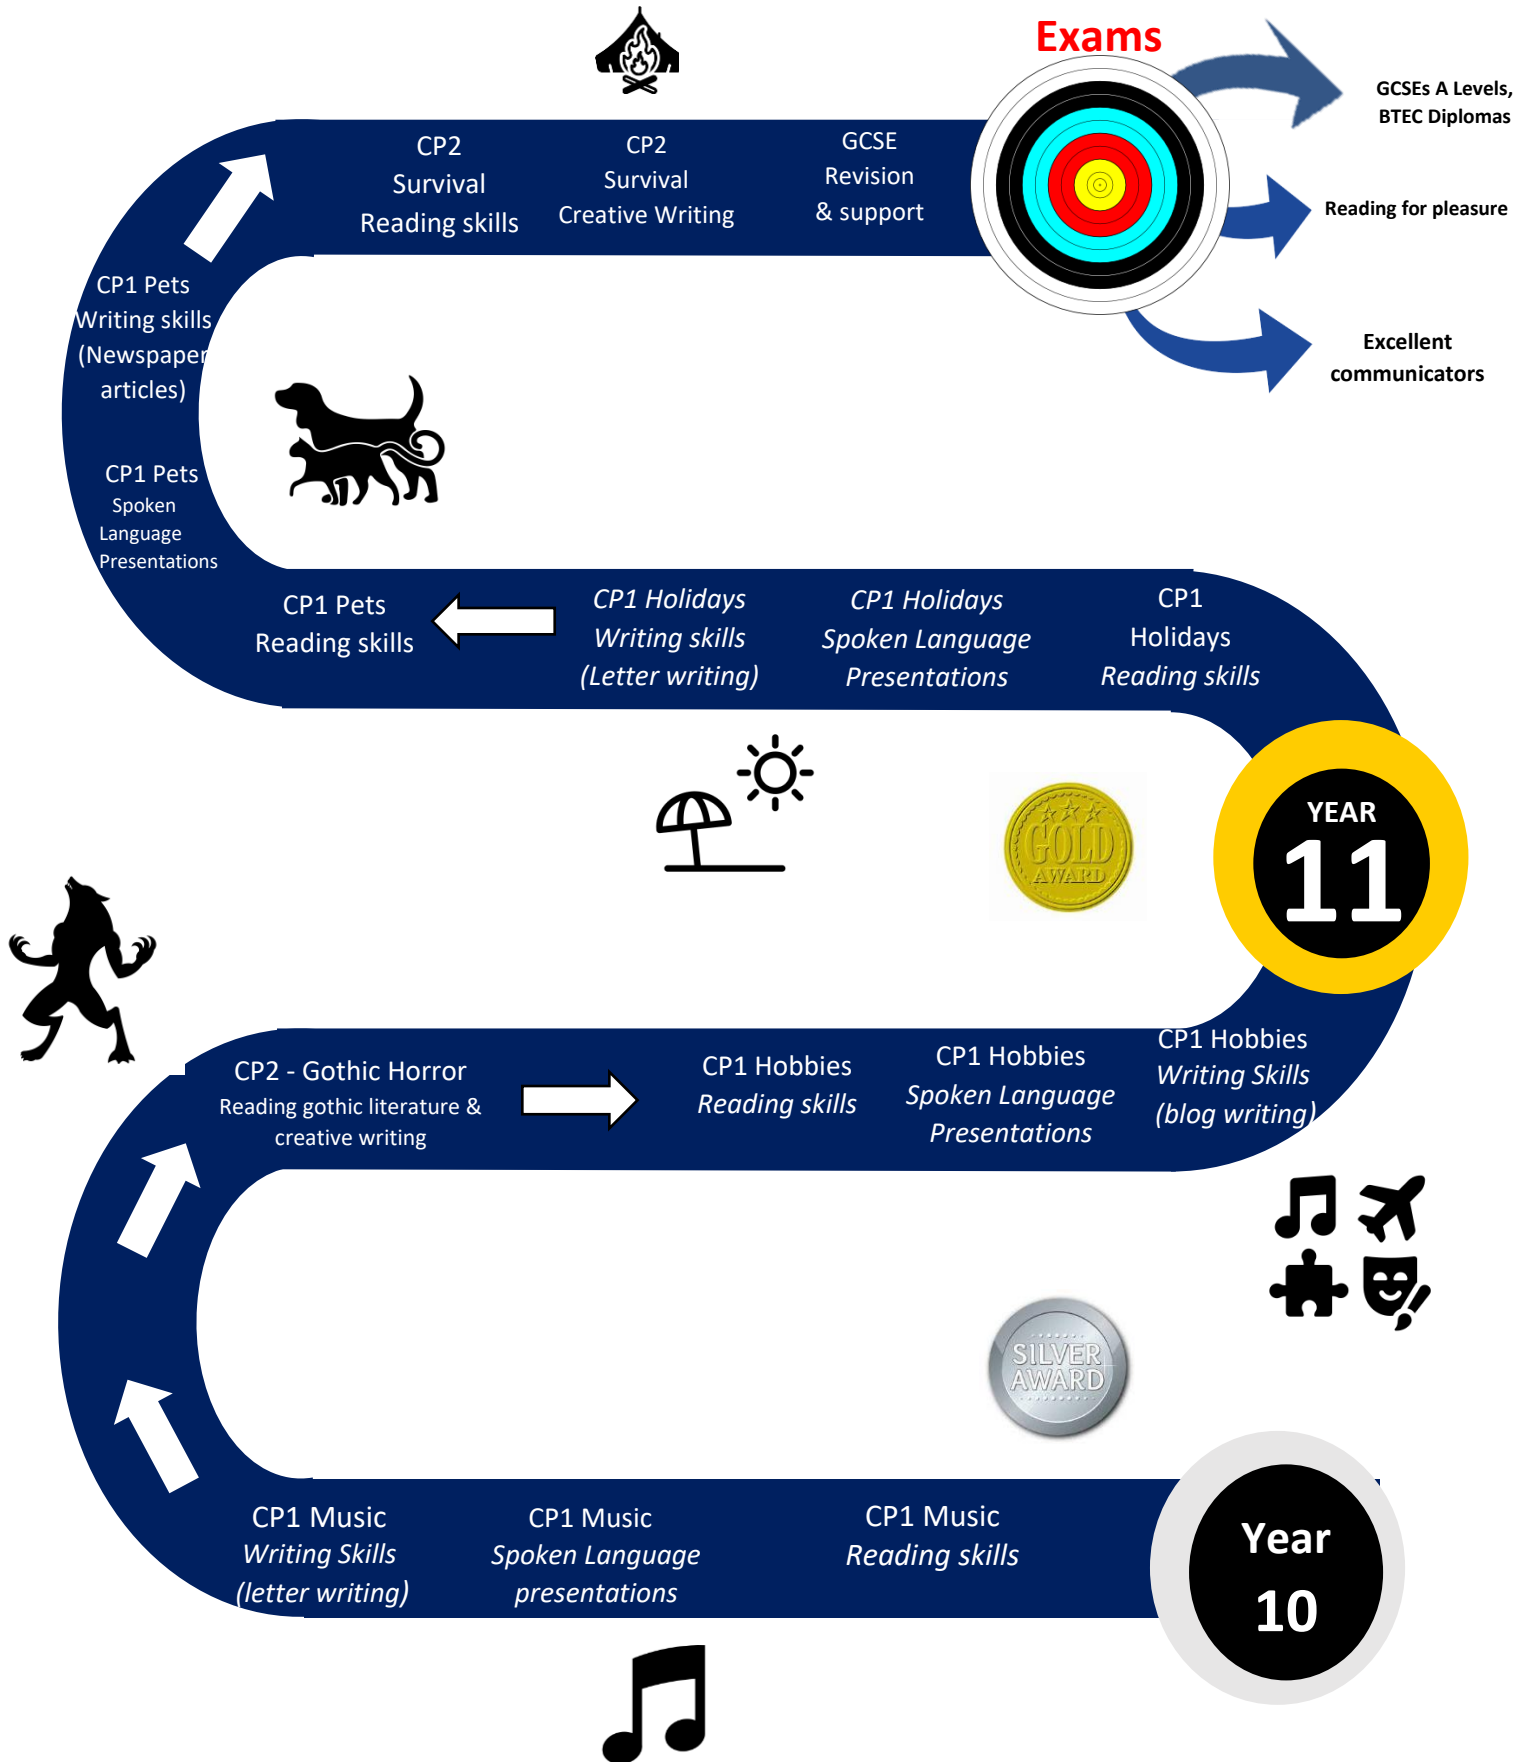 Exams
GCSEs A Levels,
BTEC Diplomas
Reading for pleasure
Excellent
communicators
CP2
Survival
Reading skills
CP2
Survival
Creative Writing
GCSE
Revision
& support
CP1 Pets
Writing skills
(Newspaper
articles)
CP1 Pets
Spoken
Language
Presentations
CP1 Pets
Reading skills
CP1 Holidays
Writing skills
(Letter writing)
CP1 Holidays
Spoken Language
Presentations
CP1
Holidays
Reading skills
YEAR
11
GOLD
AWARD
CP2 - Gothic Horror
Reading gothic literature &
creative writing
CP1 Hobbies
Reading skills
CP1 Hobbies
Spoken Language
Presentations
CP1 Hobbies
Writing Skills
(blog writing)
SILVER
AWARD
CP1 Music
Writing Skills
(letter writing)
CP1 Music
Spoken Language
presentations
CP1 Music
Reading skills
Year
10